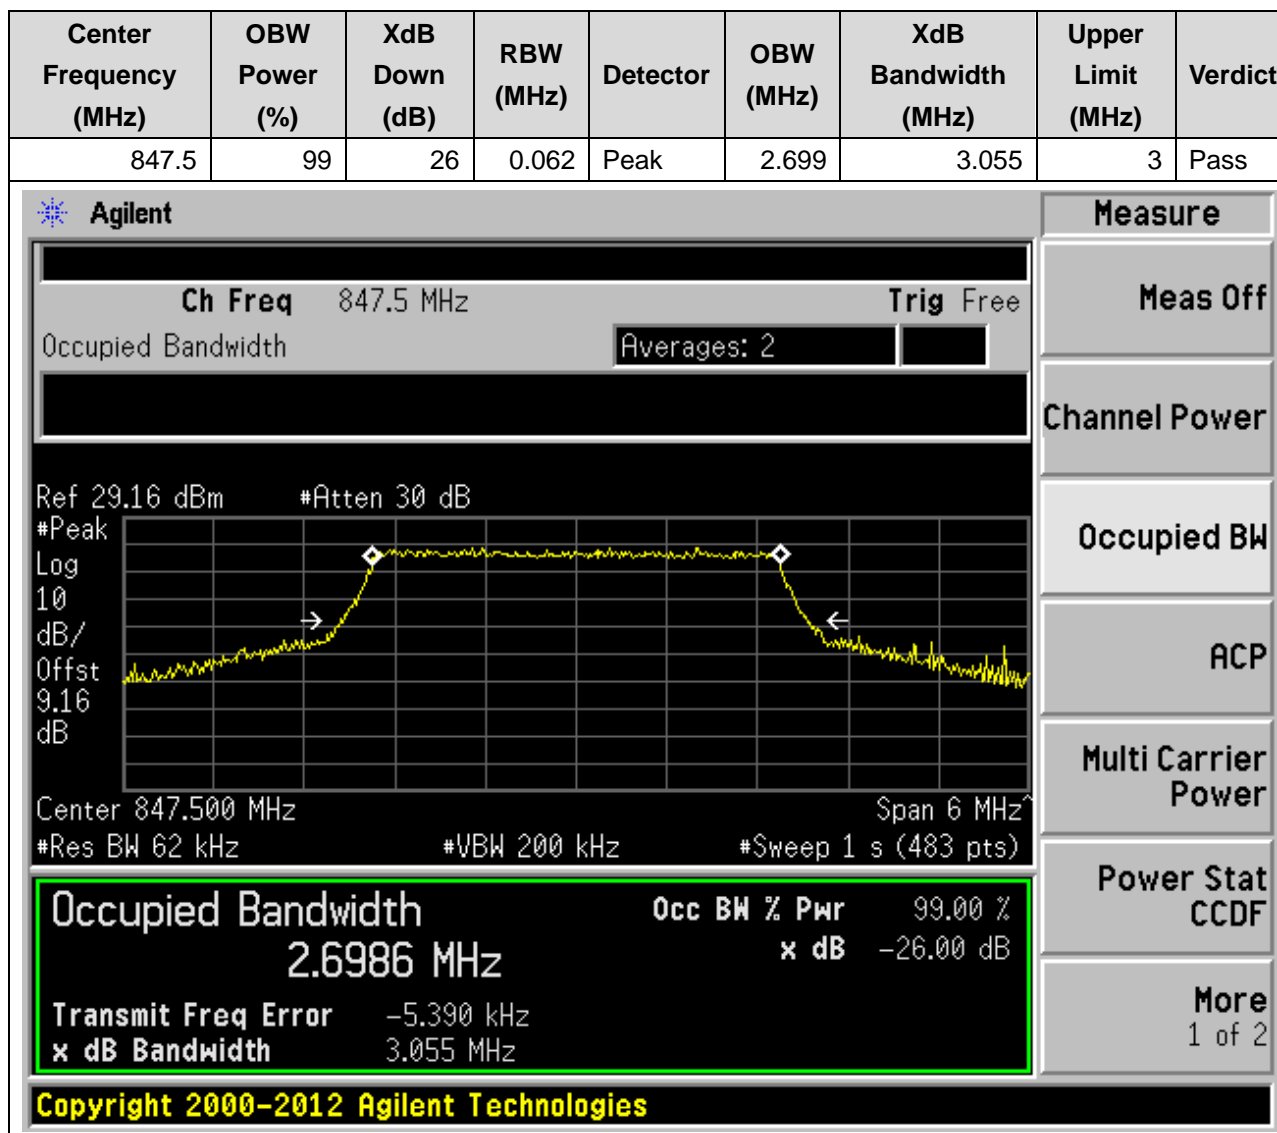 Center Frequency (MHz) OBW Power (%) XdB Down (dB) RBW (MHz) Detector OBW (MHz) XdB Bandwidth (MHz) Upper Limit (MHz) Verdict
847.5 99 26 0.062 Peak 2.699 3.055 3 Pass
Agilent
Measure
Ch Freq 847.5 MHz Trig Free
Meas Off
Occupied Bandwidth Averages: 2
Channel Power
Ref 29.16 dBm #Atten 30 dB
#Peak
Log
10
dB/
Offst
9.16
dB
Occupied BW
ACP
Multi Carrier
Power
Center 847.500 MHz Span 6 MHz^
#Res BW 62 kHz #VBW 200 kHz #Sweep 1 s (483 pts)
Power Stat
CCDF
Occupied Bandwidth Occ BW % Pwr 99.00 %
2.6986 MHz x dB -26.00 dB
More
1 of 2
Transmit Freq Error -5.390 kHz
x dB Bandwidth 3.055 MHz
Copyright 2000-2012 Agilent Technologies